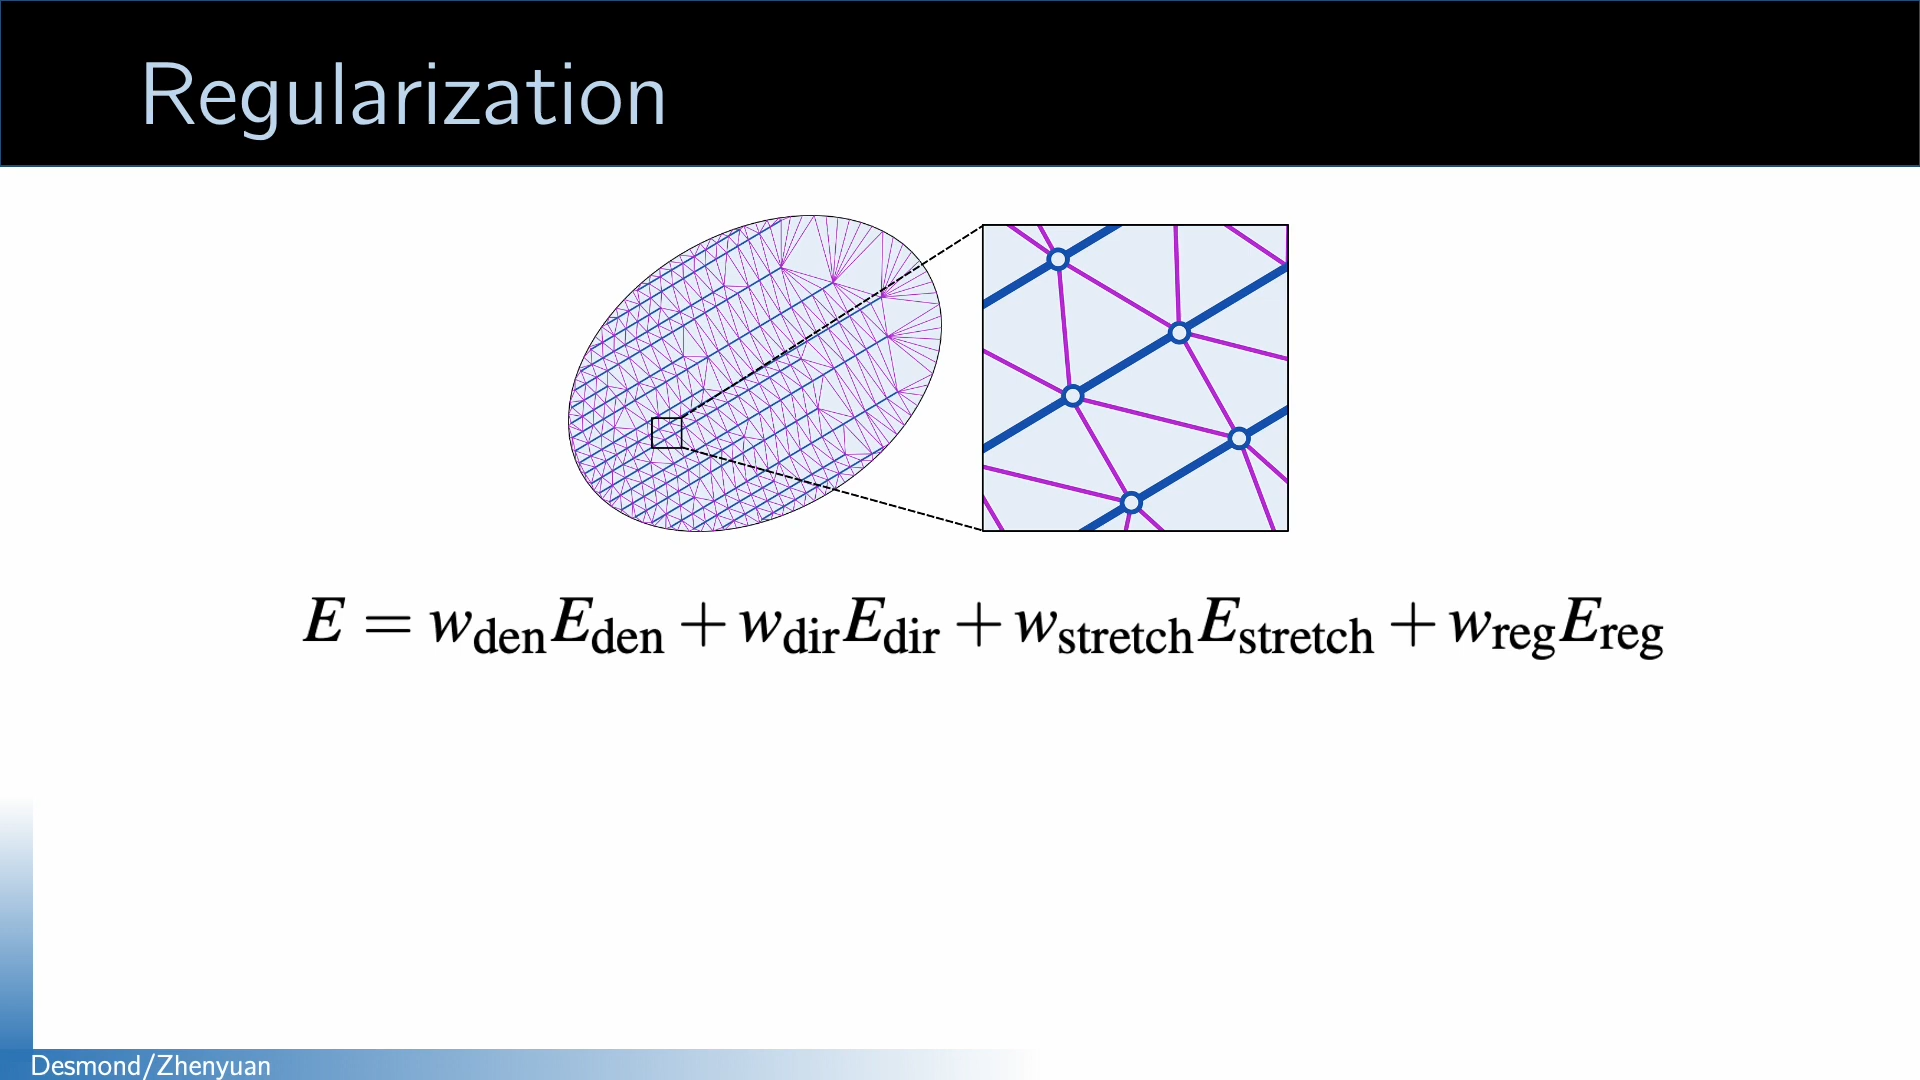 Regularization
E = w_den E_den + w_dir E_dir + w_stretch E_stretch + w_reg E_reg
Desmond/Zhenyuan